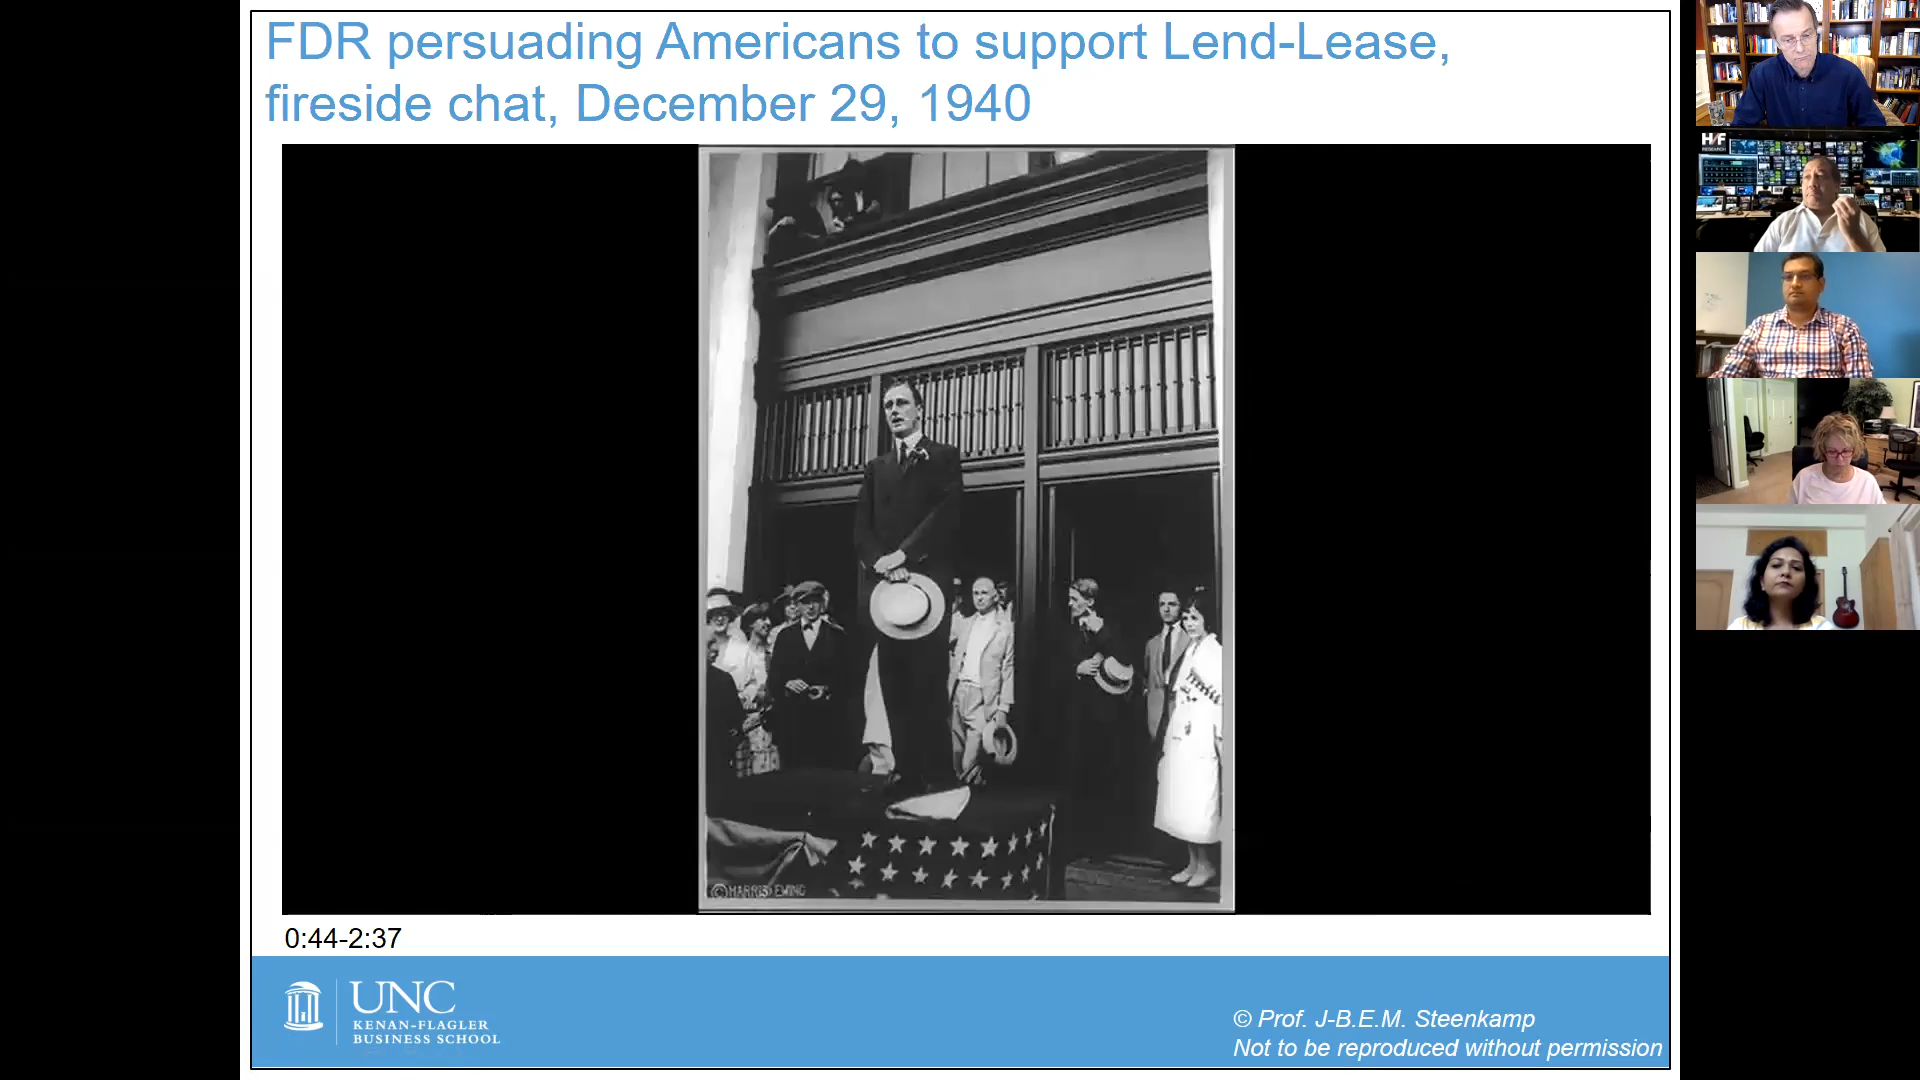 FDR persuading Americans to support Lend-Lease,
fireside chat, December 29, 1940
H/F
RESEARCH
© HARRIS & EWING
0:44-2:37
UNC
KENAN-FLAGLER
BUSINESS SCHOOL
© Prof. J-B.E.M. Steenkamp
Not to be reproduced without permission